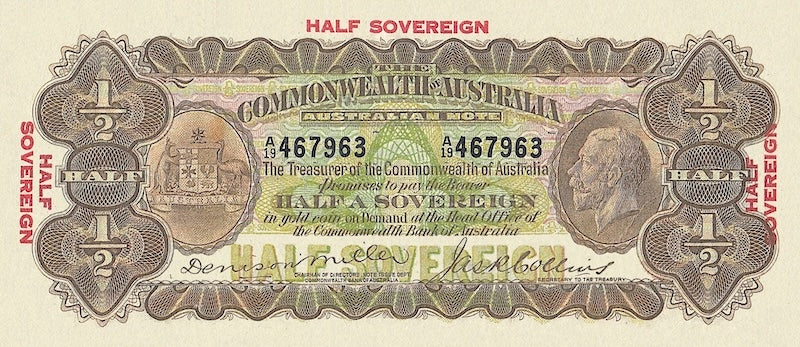 HALF SOVEREIGN
1/2
1/2
THE
COMMONWEALTH OF AUSTRALIA
AUSTRALIAN NOTE
A/19 467963 A/19 467963
The Treasurer of the Commonwealth of Australia
Promises to pay the Bearer
HALF A SOVEREIGN
in gold coin on Demand at the Head Office of
the Commonwealth Bank of Australia
HALF SOVEREIGN
HALF
HALF
AUSTRALIA
HALF SOVEREIGN
HALF SOVEREIGN
1/2
1/2
Denison Miller
CHAIRMAN OF DIRECTORS NOTE ISSUE DEPT.
COMMONWEALTH BANK OF AUSTRALIA
Jas R Collins
SECRETARY TO THE TREASURY